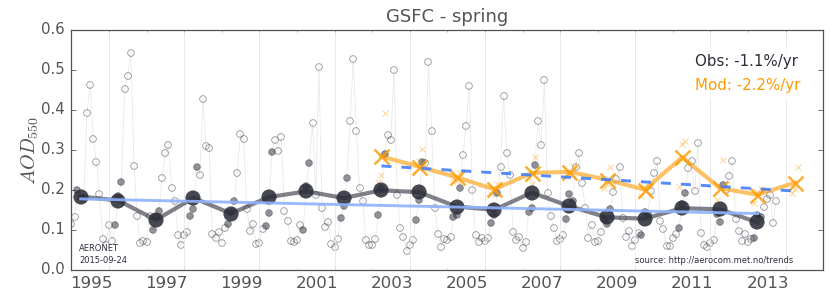 GSFC - spring
0.6
0.5
0.4
0.3
0.2
0.1
0.0
AOD550
Obs: -1.1%/yr
Mod: -2.2%/yr
AERONET
2015-09-24
source: http://aerocom.met.no/trends
1995 1997 1999 2001 2003 2005 2007 2009 2011 2013